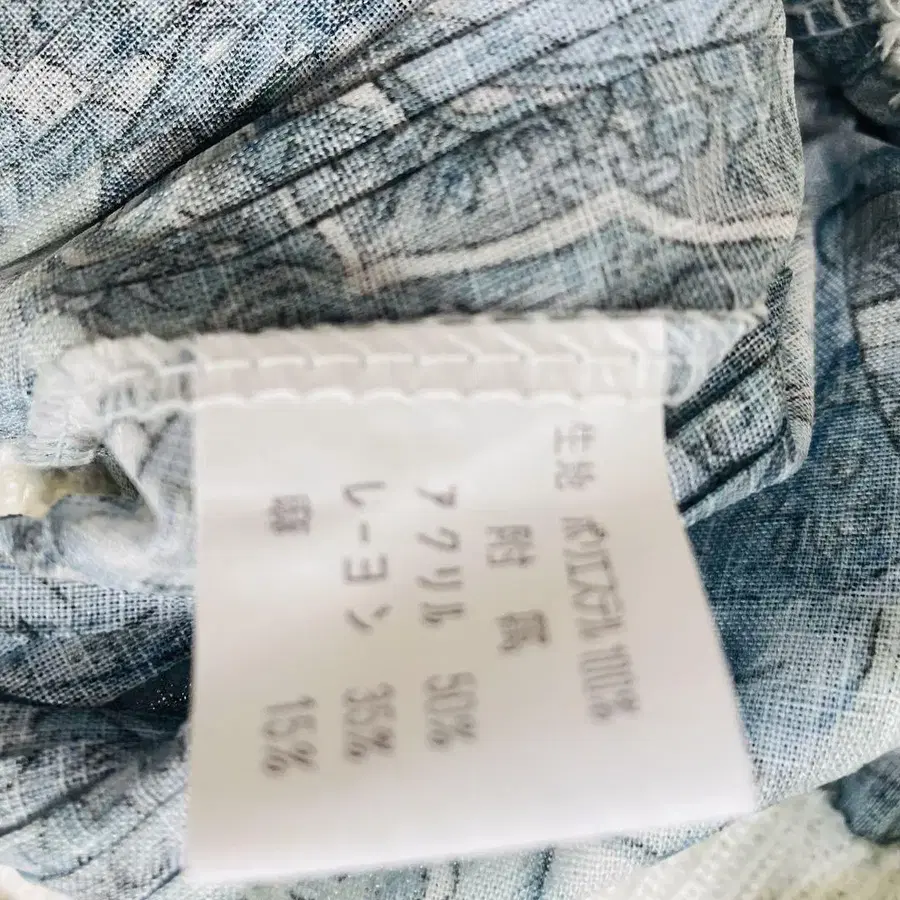 生地 ポリエステル 100%
附属
アクリル 50%
レーヨン 35%
麻 15%